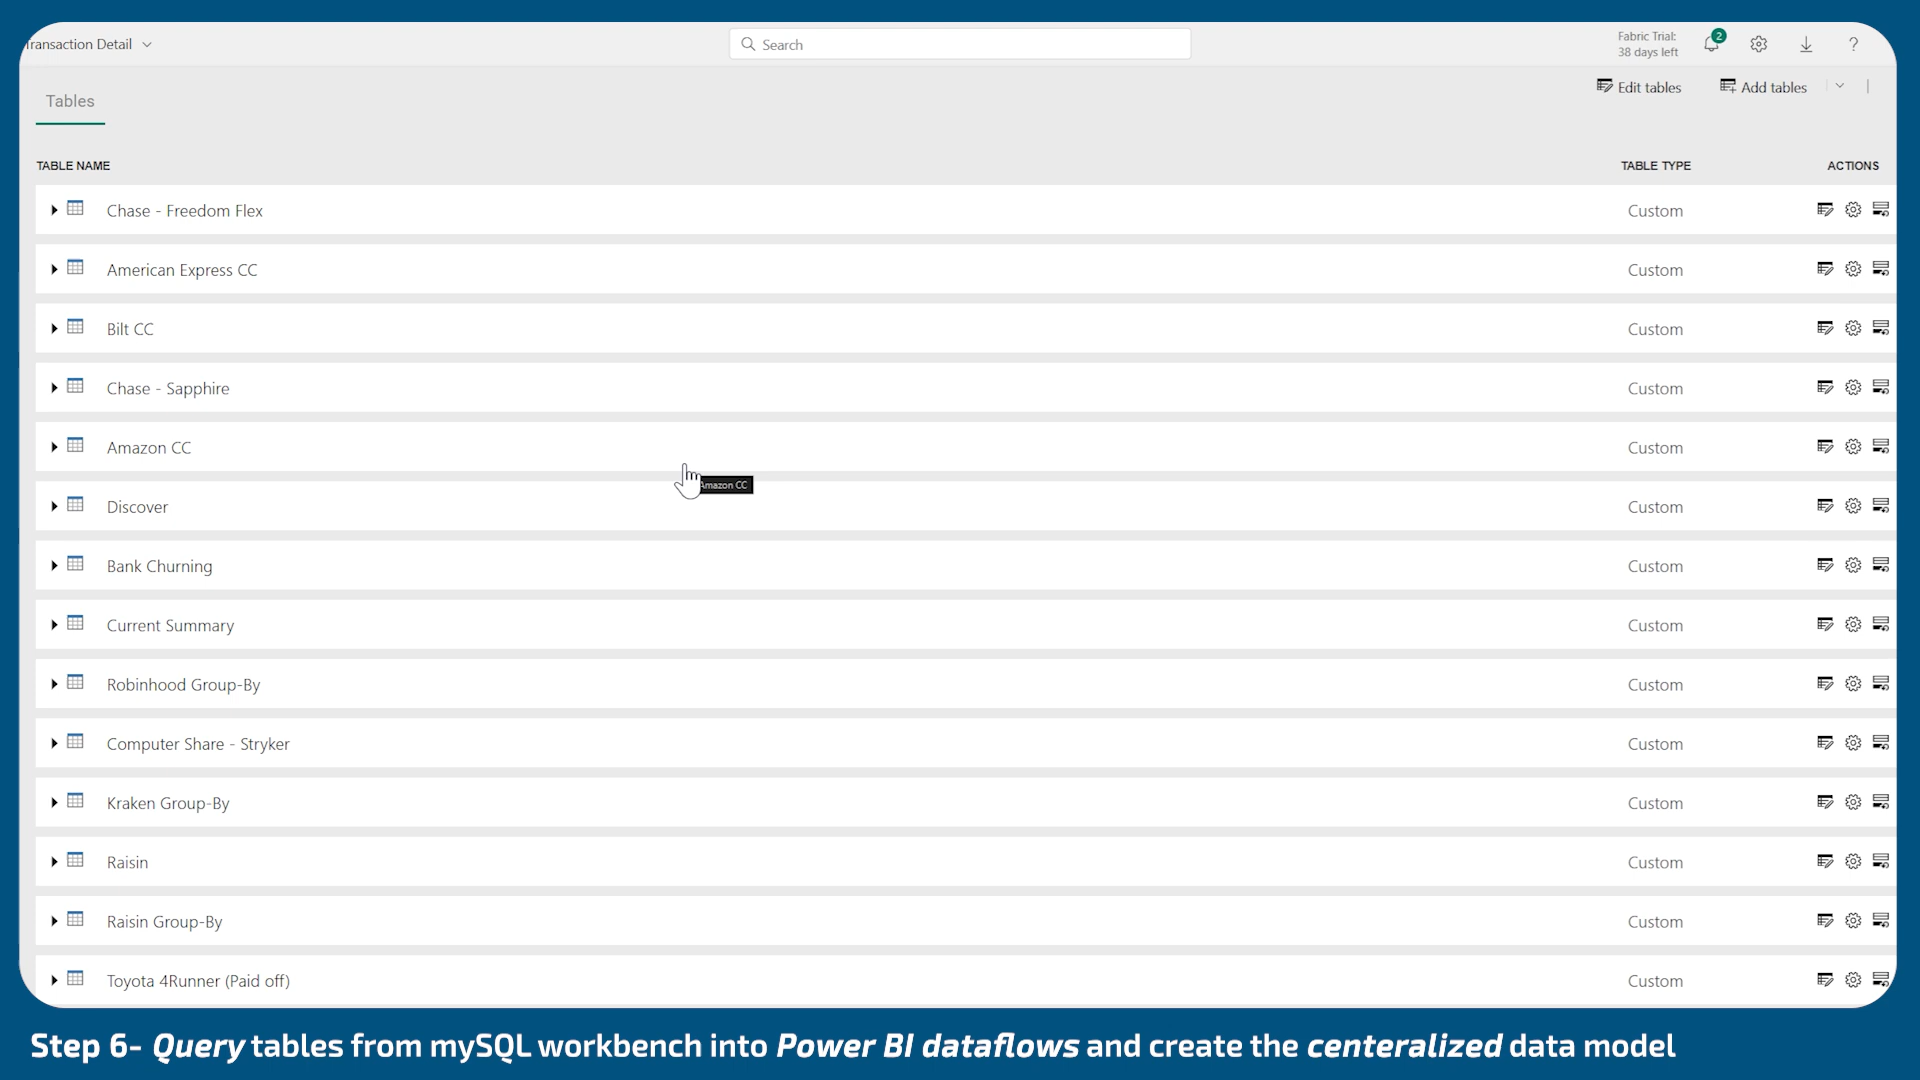 Transaction Detail
Search
Fabric Trial:
38 days left
2
?
Tables
Edit tables
Add tables
TABLE NAME
TABLE TYPE
ACTIONS
Chase - Freedom Flex
Custom
American Express CC
Custom
Bilt CC
Custom
Chase - Sapphire
Custom
Amazon CC
Custom
Amazon CC
Discover
Custom
Bank Churning
Custom
Current Summary
Custom
Robinhood Group-By
Custom
Computer Share - Stryker
Custom
Kraken Group-By
Custom
Raisin
Custom
Raisin Group-By
Custom
Toyota 4Runner (Paid off)
Custom
Step 6- Query tables from mySQL workbench into Power BI dataflows and create the centeralized data model